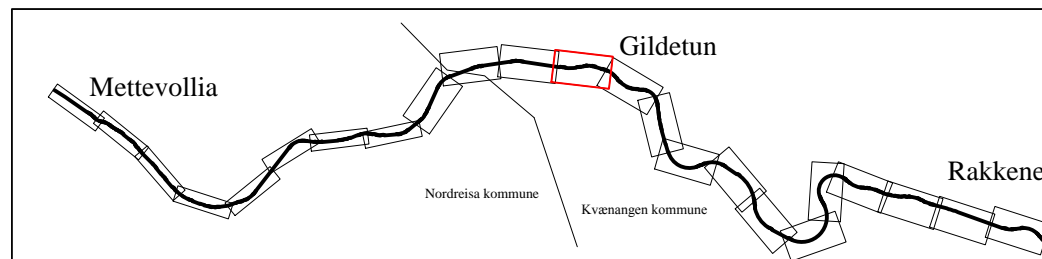 Gildetun
Mettevollia
Rakkene
Nordreisa kommune
Kvænangen kommune